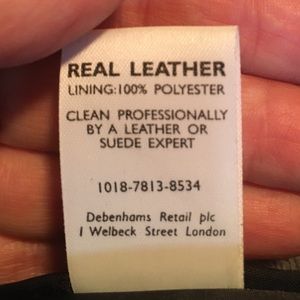 REAL LEATHER
LINING:100% POLYESTER
CLEAN PROFESSIONALLY
BY A LEATHER OR
SUEDE EXPERT
1018-7813-8534
Debenhams Retail plc
1 Welbeck Street London